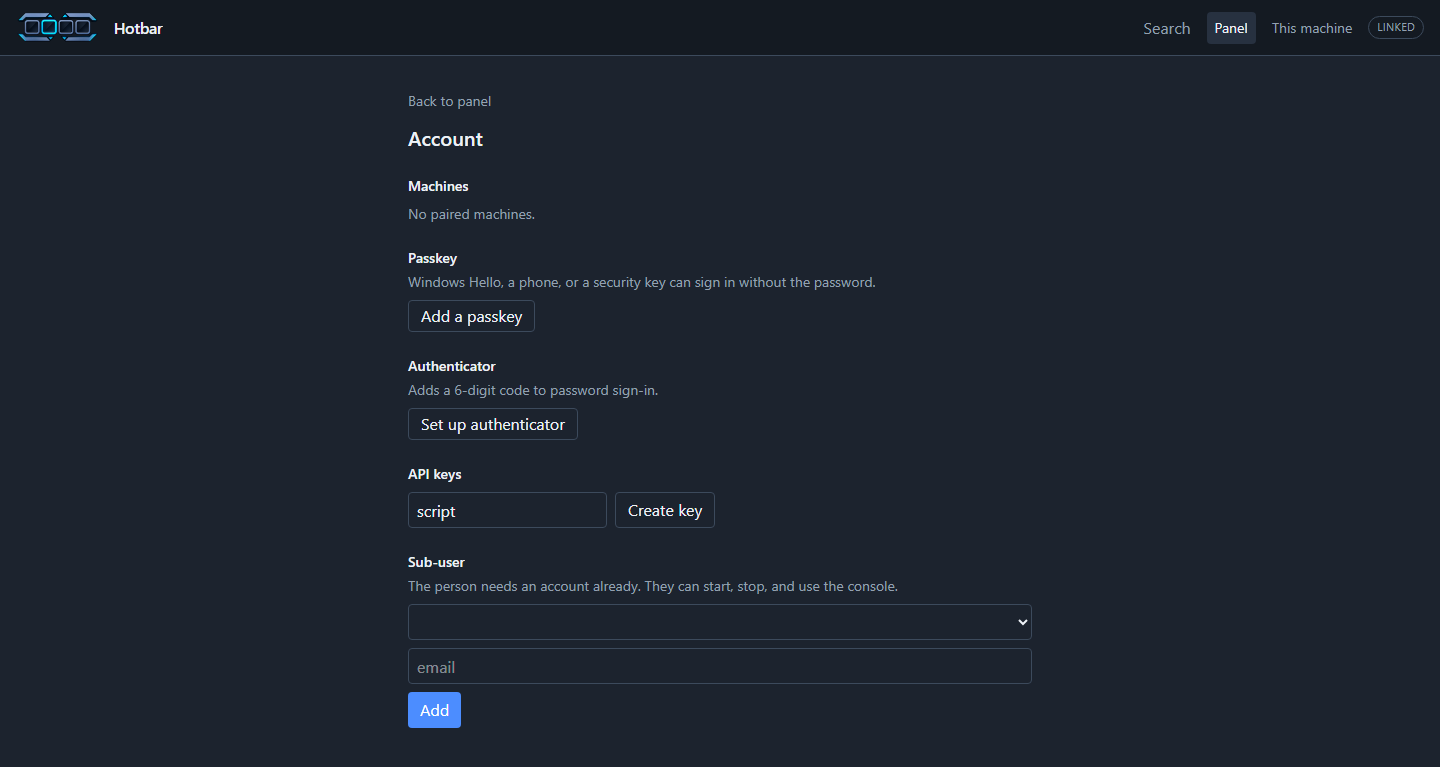 Hotbar
Search
Panel
This machine
LINKED
Back to panel
Account
Machines
No paired machines.
Passkey
Windows Hello, a phone, or a security key can sign in without the password.
Add a passkey
Authenticator
Adds a 6-digit code to password sign-in.
Set up authenticator
API keys
script
Create key
Sub-user
The person needs an account already. They can start, stop, and use the console.
email
Add